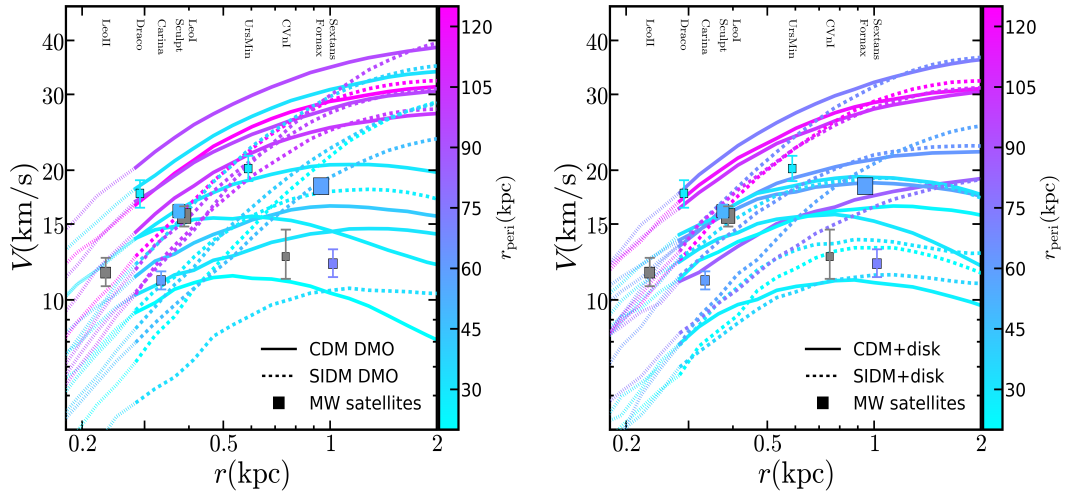 LeoII
Draco
Carina
Sculpt
LeoI
UrsMin
CVnI
Fornax
Sextans
40
30
20
15
10
V(km/s)
0.2
0.5
1
2
r(kpc)
CDM DMO
SIDM DMO
MW satellites
120
105
90
75
60
45
30
r_peri(kpc)
LeoII
Draco
Carina
Sculpt
LeoI
UrsMin
CVnI
Fornax
Sextans
40
30
20
15
10
V(km/s)
0.2
0.5
1
2
r(kpc)
CDM+disk
SIDM+disk
MW satellites
120
105
90
75
60
45
30
r_peri(kpc)